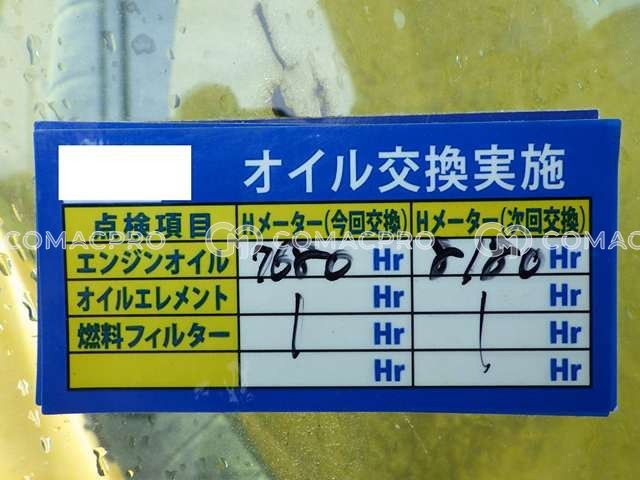 オイル交換実施
点検項目 Hメーター(今回交換) Hメーター(次回交換)
COMACPRO COMACPRO COMACPRO
エンジンオイル 7680 Hr 8180 Hr
オイルエレメント Hr Hr
燃料フィルター Hr Hr
Hr Hr